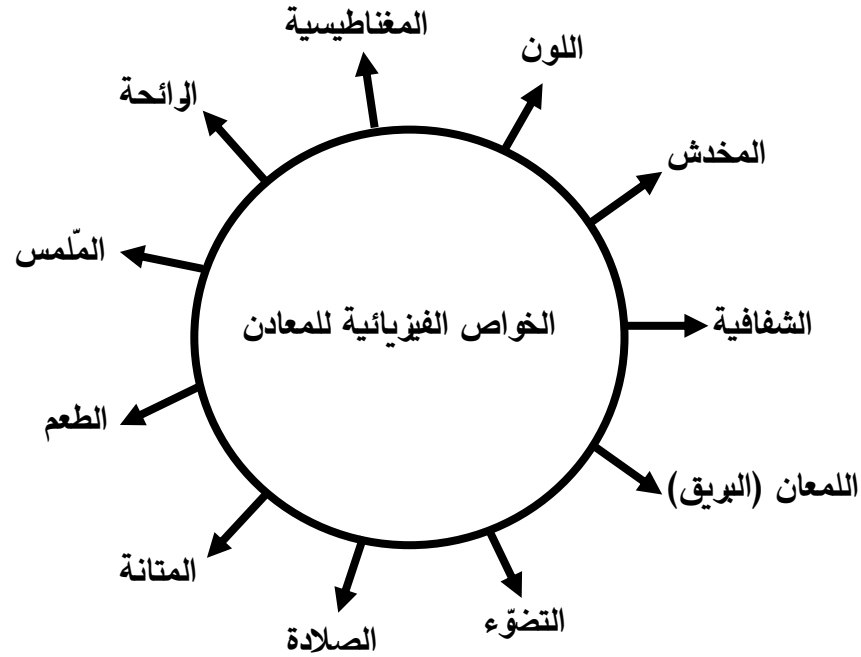 المغناطيسية
اللون
المخدش
الشفافية
اللمعان (البريق)
التضوّء
الصلادة
المتانة
الطعم
الملّمس
الرائحة
الخواص الفيزيائية للمعادن